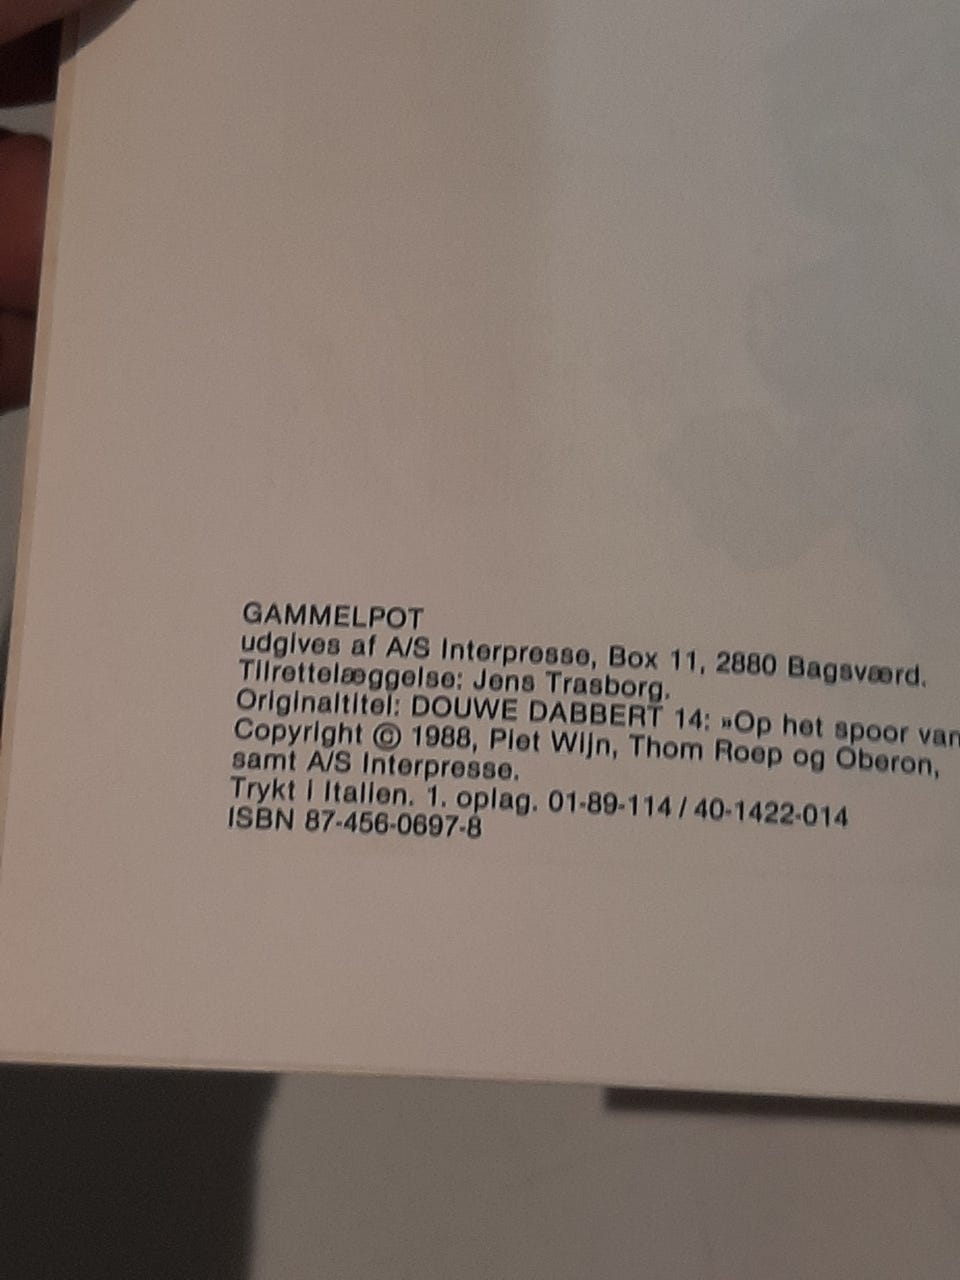 GAMMELPOT
udgives af A/S Interpresse, Box 11, 2880 Bagsværd.
Tilrettelæggelse: Jens Trasborg.
Originaltitel: DOUWE DABBERT 14: »Op het spoor van
Copyright © 1988, Piet Wijn, Thom Roep og Oberon,
samt A/S Interpresse.
Trykt i Italien. 1. oplag. 01-89-114 / 40-1422-014
ISBN 87-456-0697-8